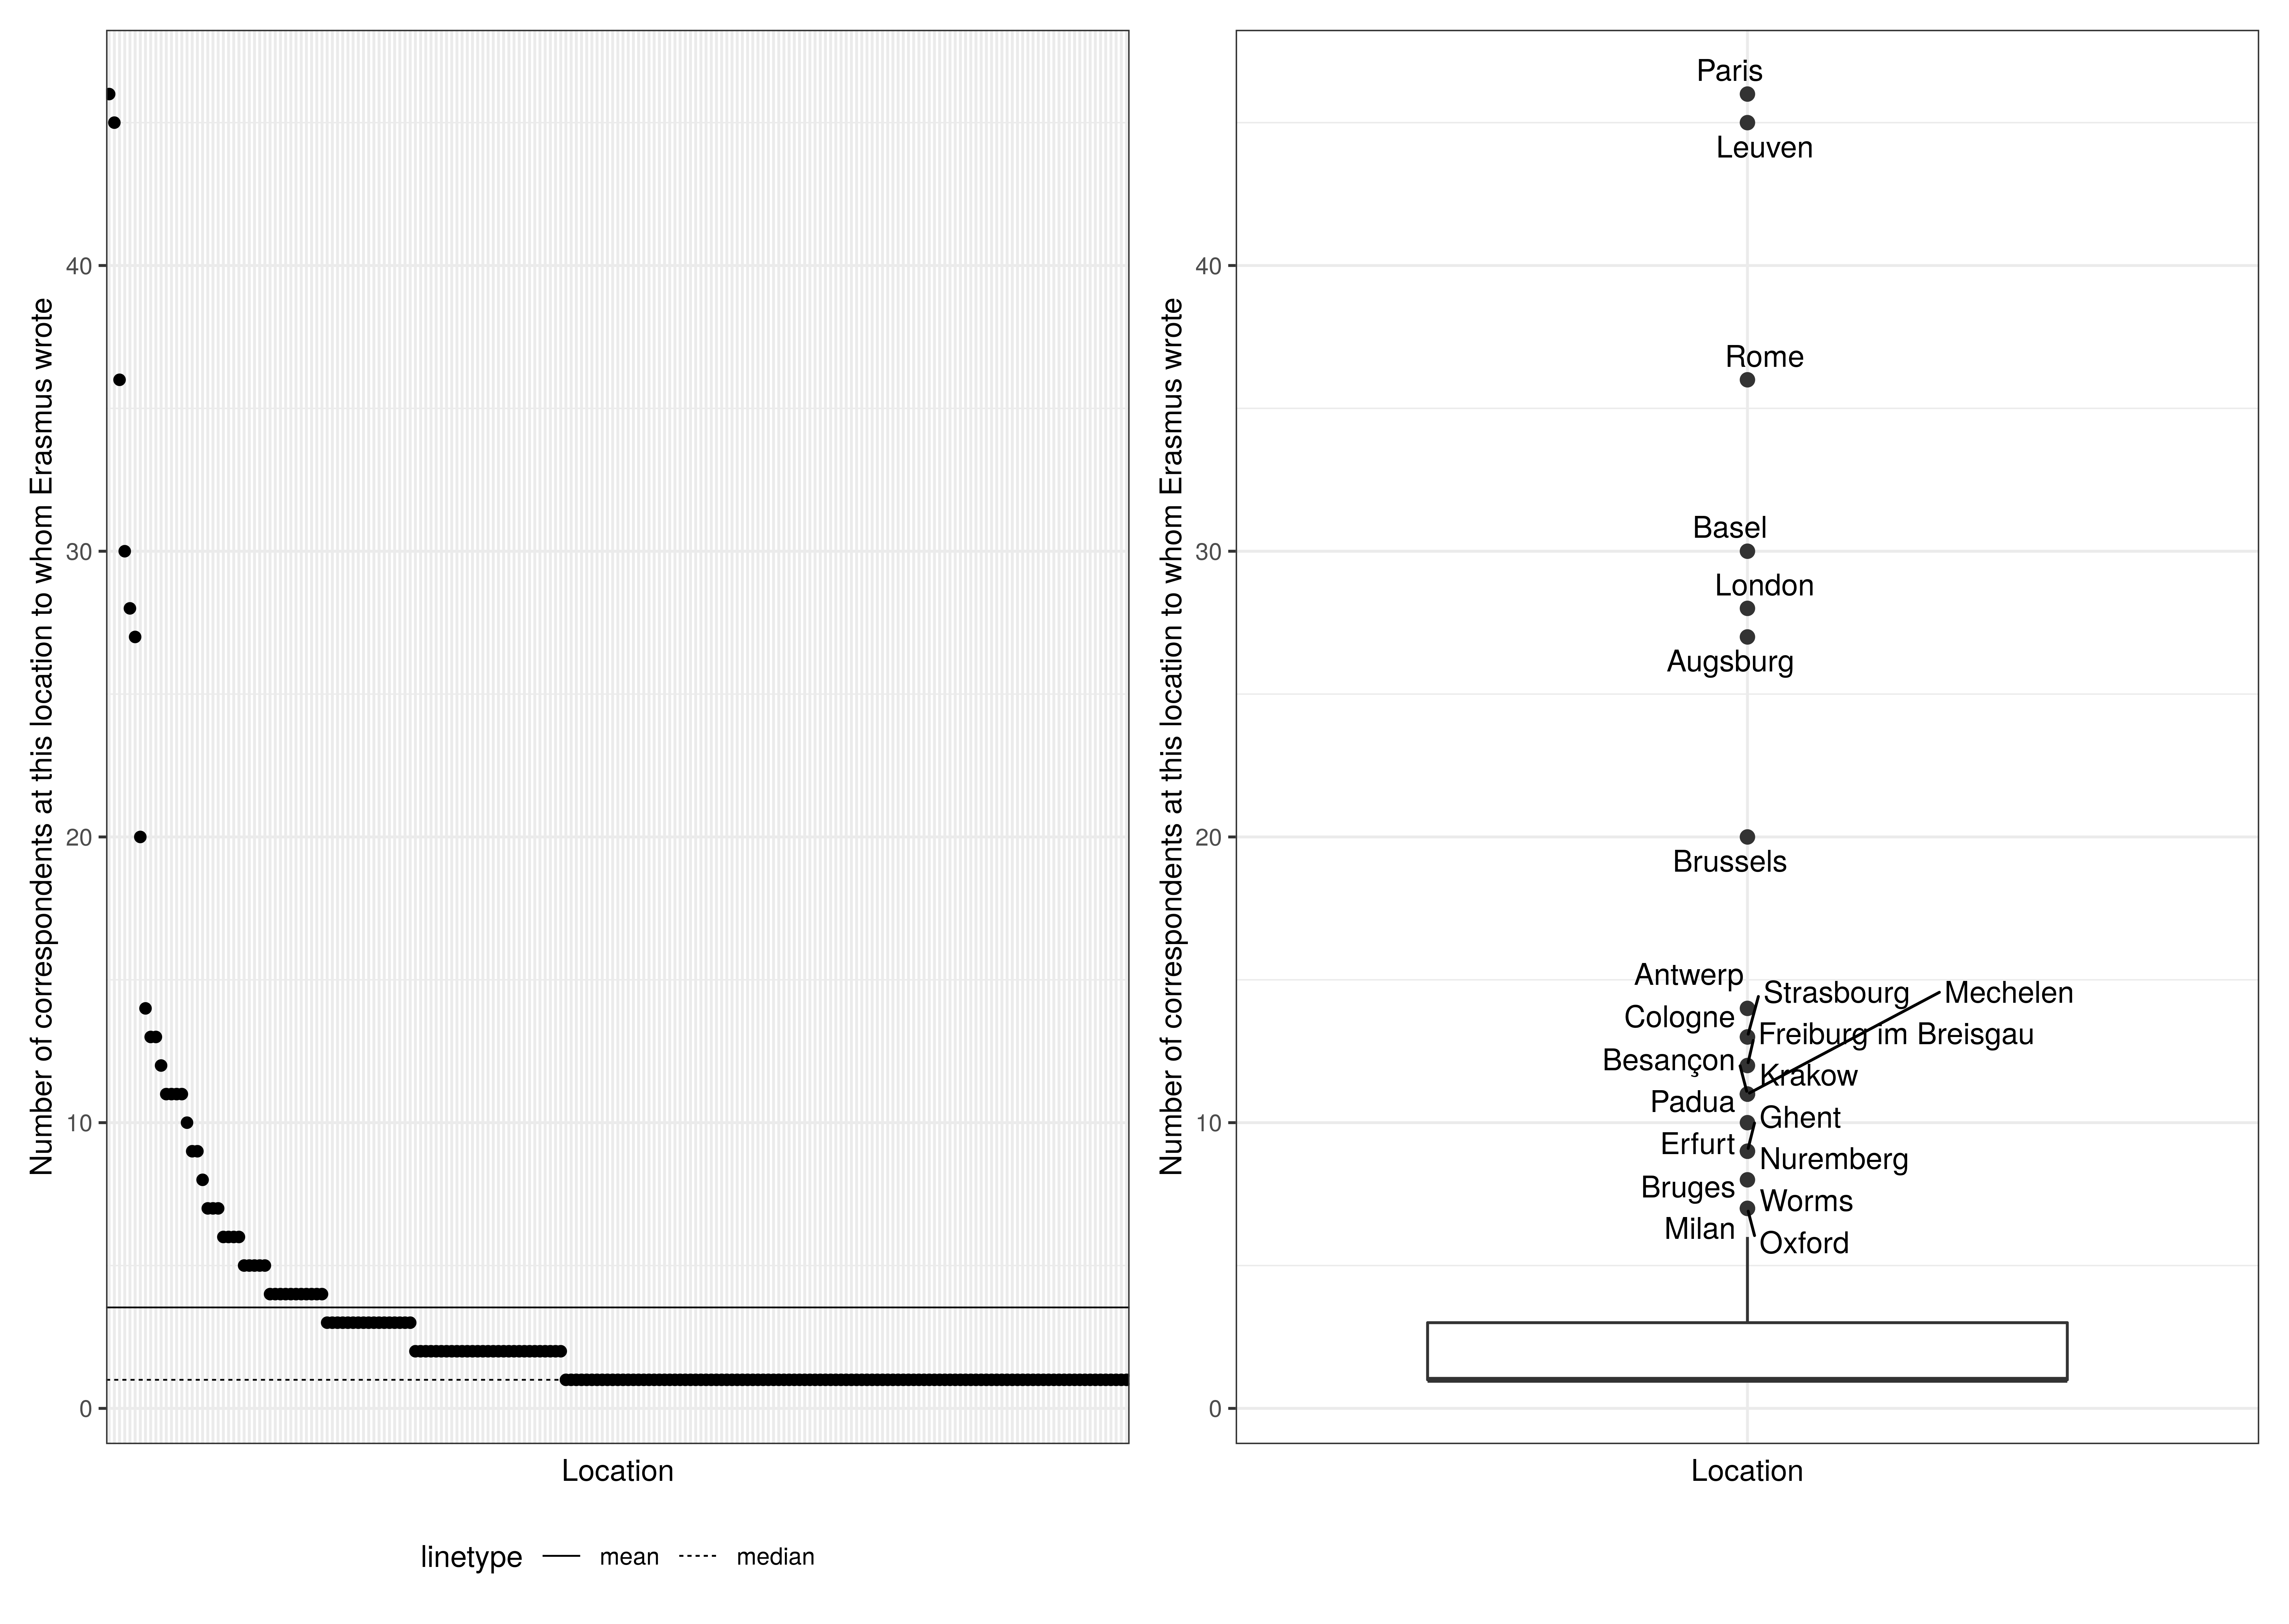 Number of correspondents at this location to whom Erasmus wrote
40
30
20
10
0
Location
linetype mean median
Number of correspondents at this location to whom Erasmus wrote
40
30
20
10
0
Paris
Leuven
Rome
Basel
London
Augsburg
Brussels
Antwerp
Strasbourg Mechelen
Cologne
Freiburg im Breisgau
Besançon
Krakow
Padua
Ghent
Erfurt
Nuremberg
Bruges
Worms
Milan
Oxford
Location